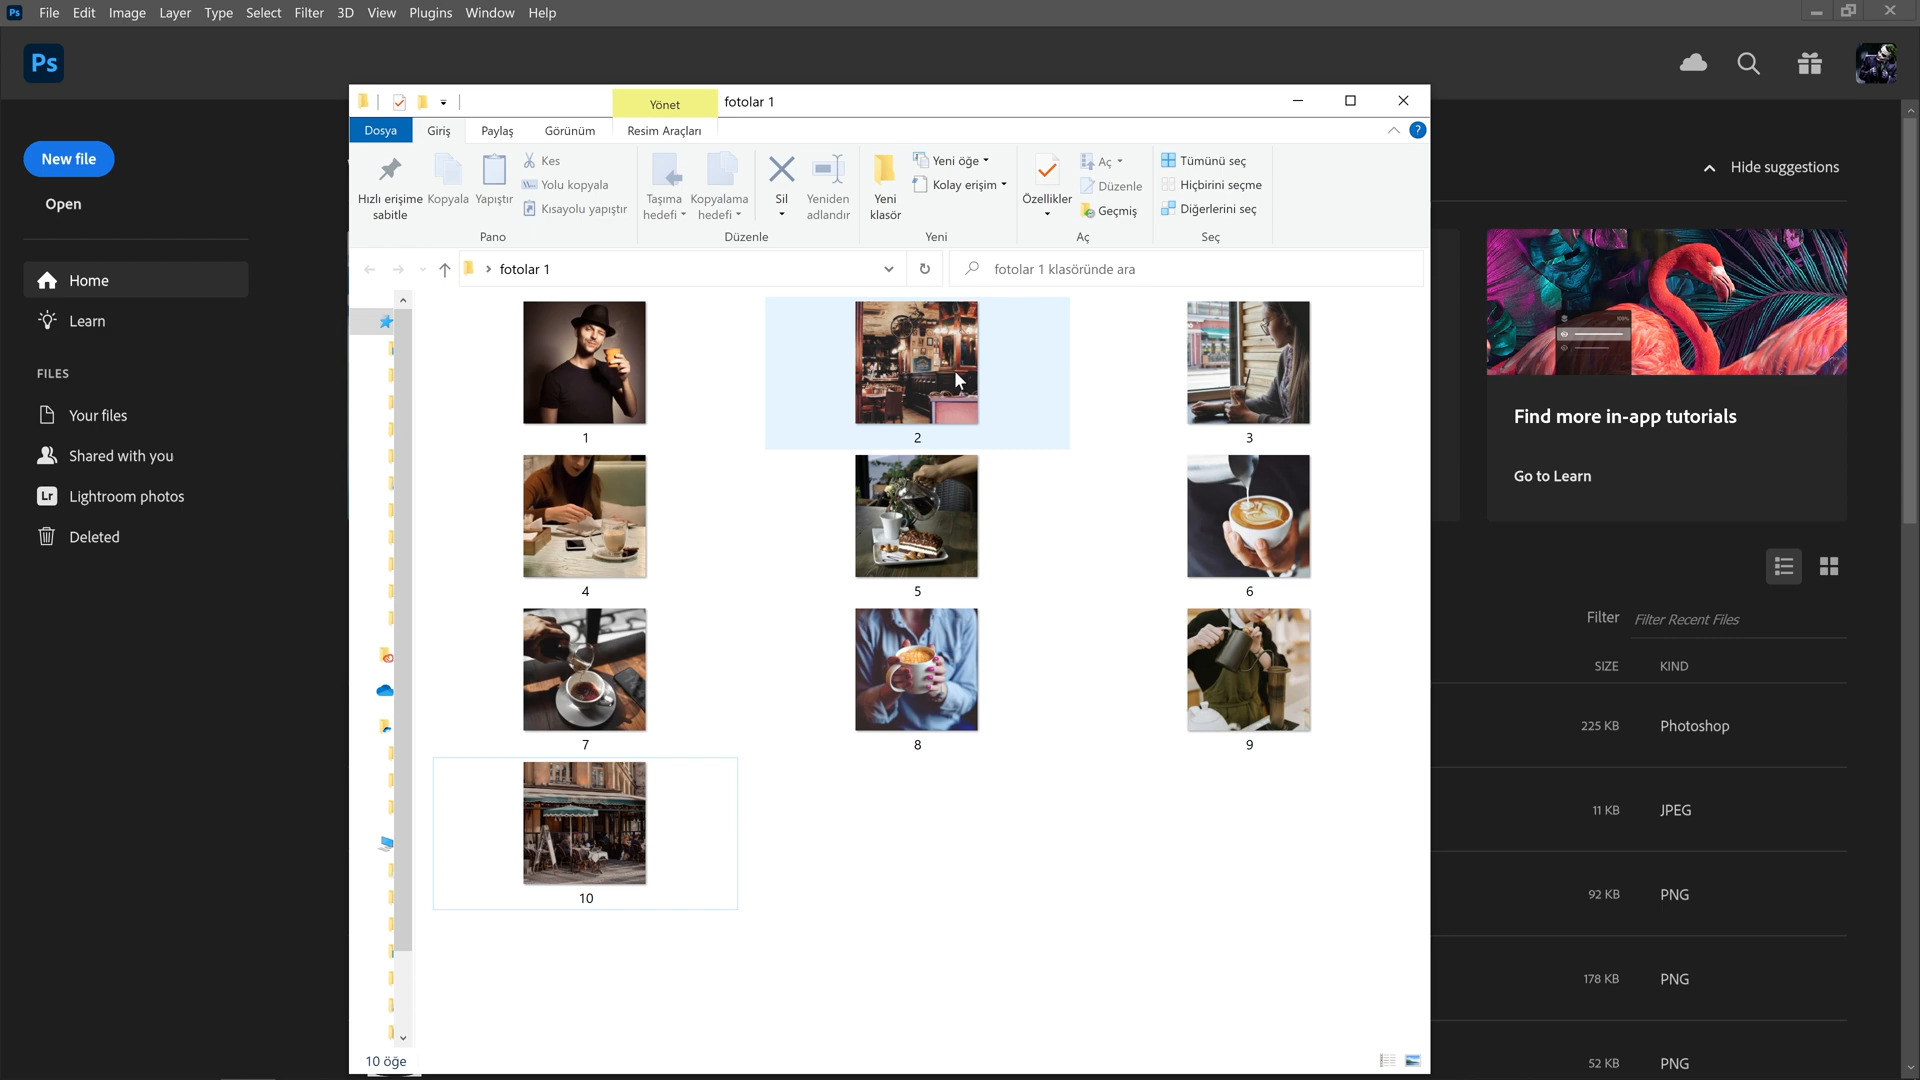 Ps File Edit Image Layer Type Select Filter 3D View Plugins Window Help
Ps
New file
Open
Home
Learn
FILES
Your files
Shared with you
Lr Lightroom photos
Deleted
Yönet fotolar 1
Dosya Giriş Paylaş Görünüm Resim Araçları ?
Hızlı erişime sabitle
Kopyala
Yapıştır
Kes
Yolu kopyala
Kısayolu yapıştır
Pano
Taşıma hedefi
Kopyalama hedefi
Sil
Yeniden adlandır
Düzenle
Yeni klasör
Yeni öğe
Kolay erişim
Yeni
Özellikler
Aç
Düzenle
Geçmiş
Aç
Tümünü seç
Hiçbirini seçme
Diğerlerini seç
Seç
fotolar 1
fotolar 1 klasöründe ara
1 2 3
4 5 6
7 8 9
10
10 öğe
Hide suggestions
Find more in-app tutorials
Go to Learn
Filter Filter Recent Files
SIZE KIND
225 KB Photoshop
11 KB JPEG
92 KB PNG
178 KB PNG
52 KB PNG